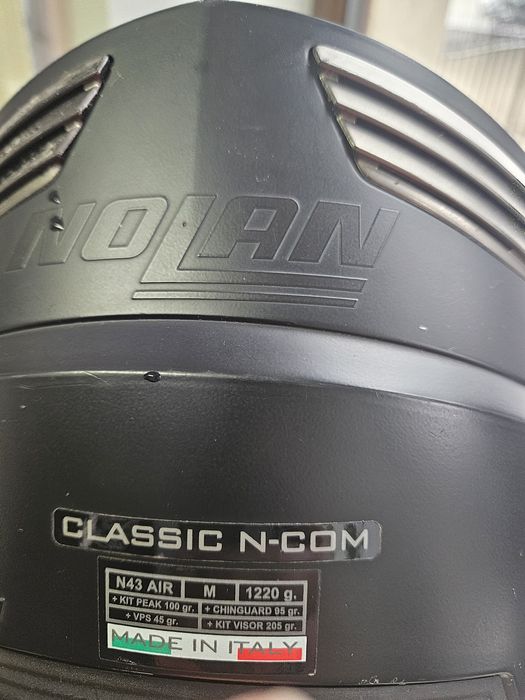 NOLAN
CLASSIC N-COM
N43 AIR M 1220 g.
+ KIT PEAK 100 gr. + CHINGUARD 95 gr.
+ VPS 45 gr. + KIT VISOR 205 gr.
MADE IN ITALY